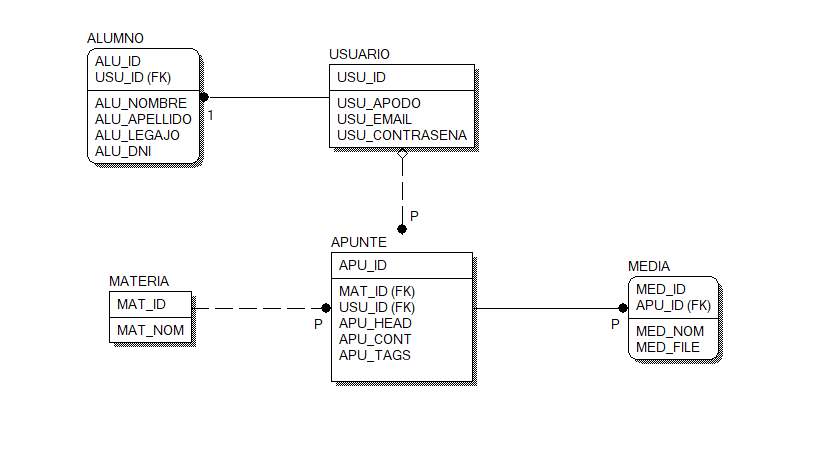 ALUMNO
ALU_ID
USU_ID (FK)
ALU_NOMBRE
ALU_APELLIDO
ALU_LEGAJO
ALU_DNI
1
USUARIO
USU_ID
USU_APODO
USU_EMAIL
USU_CONTRASENA
P
MATERIA
MAT_ID
MAT_NOM
P
APUNTE
APU_ID
MAT_ID (FK)
USU_ID (FK)
APU_HEAD
APU_CONT
APU_TAGS
P
MEDIA
MED_ID
APU_ID (FK)
MED_NOM
MED_FILE